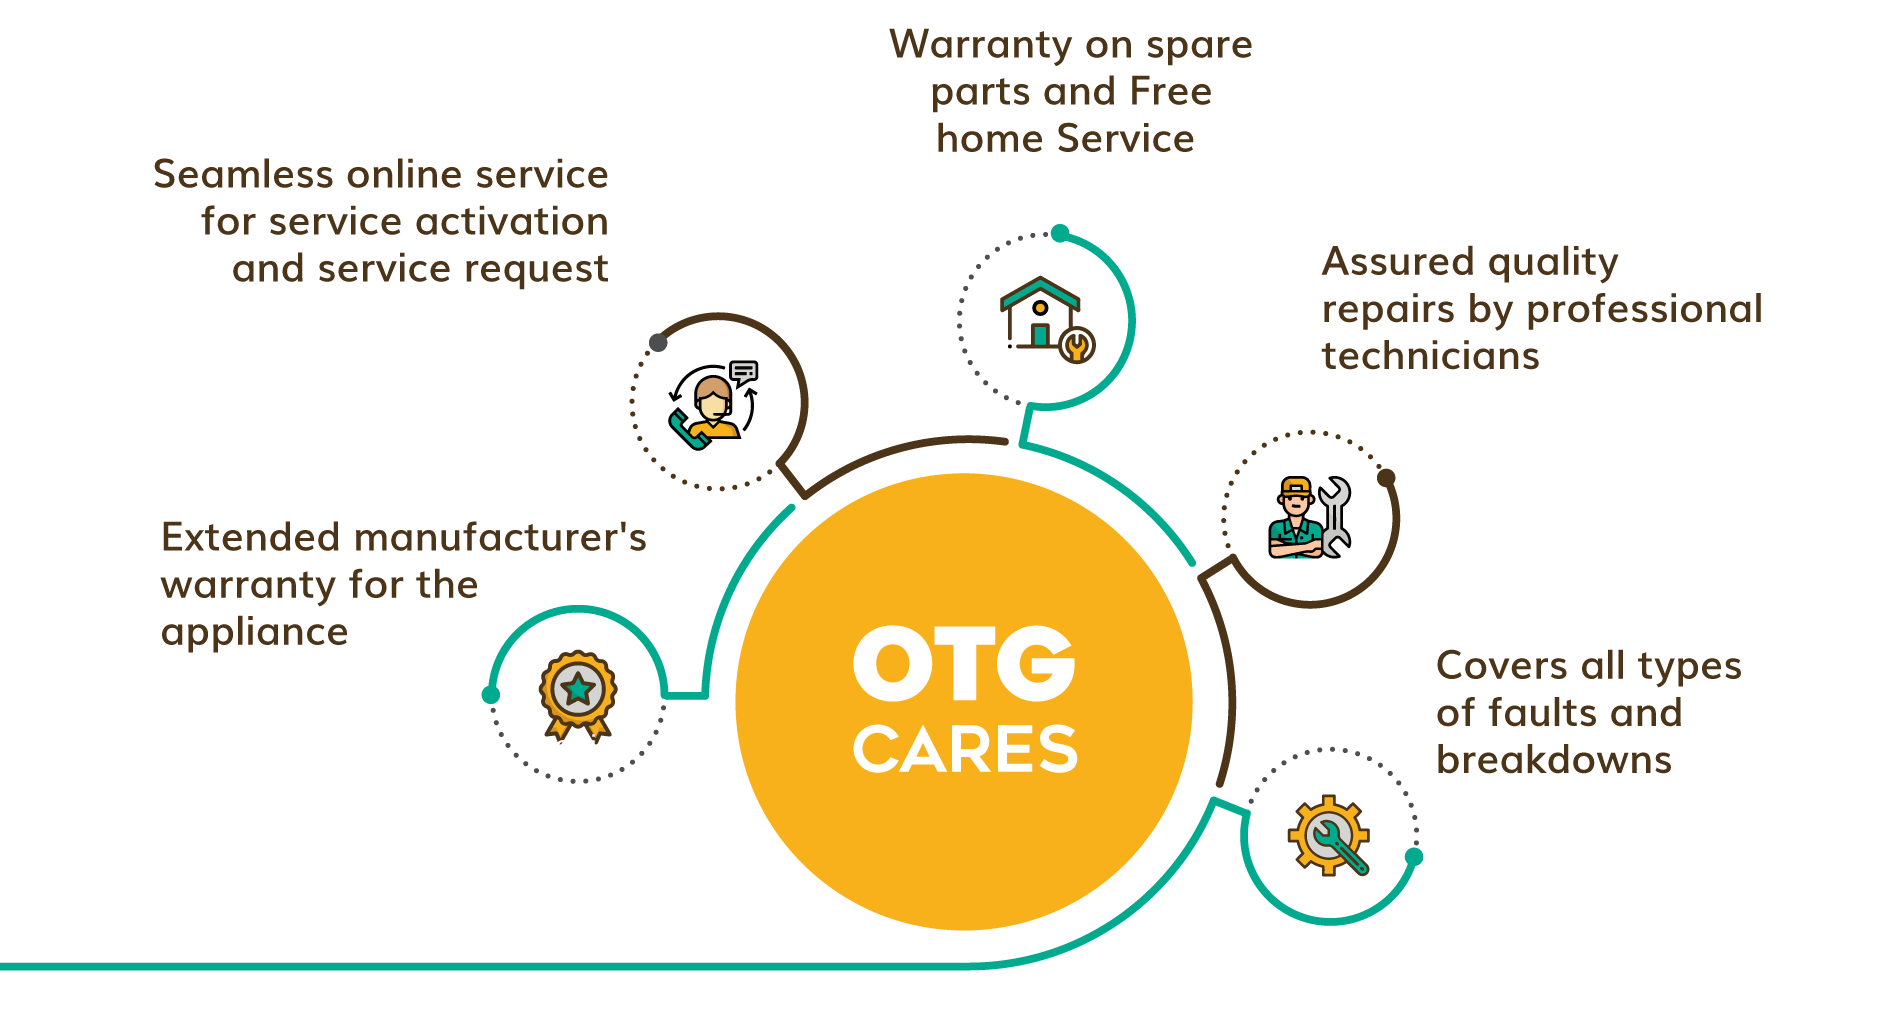 Warranty on spare
parts and Free
home Service
Seamless online service
for service activation
and service request
Assured quality
repairs by professional
technicians
Extended manufacturer's
warranty for the
appliance
OTG
CARES
Covers all types
of faults and
breakdowns